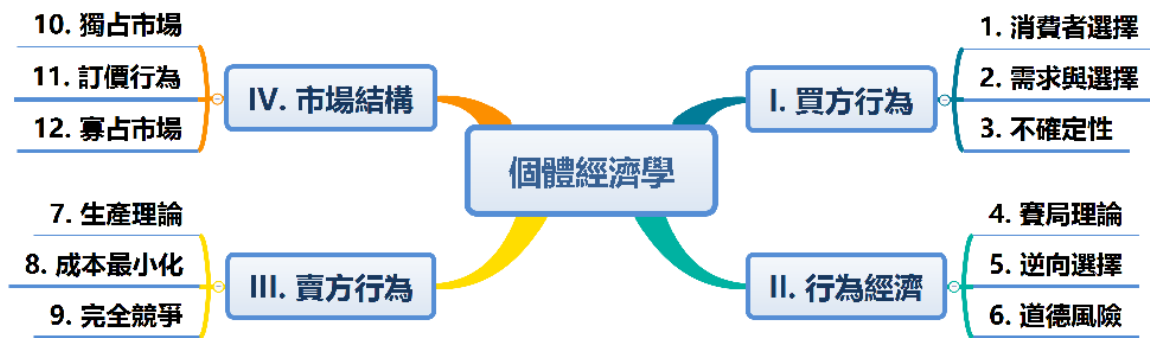 個體經濟學
I. 買方行為
1. 消費者選擇
2. 需求與選擇
3. 不確定性
II. 行為經濟
4. 賽局理論
5. 逆向選擇
6. 道德風險
III. 賣方行為
7. 生產理論
8. 成本最小化
9. 完全競爭
IV. 市場結構
10. 獨占市場
11. 訂價行為
12. 寡占市場